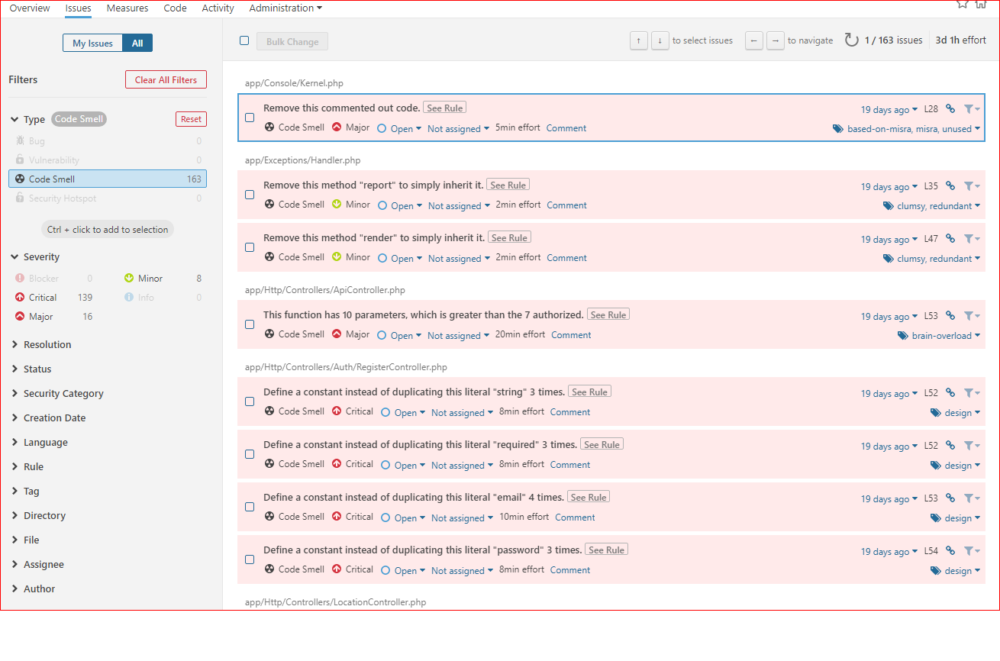 Overview Issues Measures Code Activity Administration
My Issues All
Filters Clear All Filters
Type Code Smell Reset
Bug 0
Vulnerability 0
Code Smell 163
Security Hotspot 0
Ctrl + click to add to selection
Severity
Blocker 0 Minor 8
Critical 139 Info 0
Major 16
Resolution
Status
Security Category
Creation Date
Language
Rule
Tag
Directory
File
Assignee
Author
Bulk Change ↑ ↓ to select issues ← → to navigate 1 / 163 issues 3d 1h effort
app/Console/Kernel.php
Remove this commented out code. See Rule 19 days ago L28
Code Smell Major Open Not assigned 5min effort Comment based-on-misra, misra, unused
app/Exceptions/Handler.php
Remove this method "report" to simply inherit it. See Rule 19 days ago L35
Code Smell Minor Open Not assigned 2min effort Comment clumsy, redundant
Remove this method "render" to simply inherit it. See Rule 19 days ago L47
Code Smell Minor Open Not assigned 2min effort Comment clumsy, redundant
app/Http/Controllers/ApiController.php
This function has 10 parameters, which is greater than the 7 authorized. See Rule 19 days ago L53
Code Smell Major Open Not assigned 20min effort Comment brain-overload
app/Http/Controllers/Auth/RegisterController.php
Define a constant instead of duplicating this literal "string" 3 times. See Rule 19 days ago L52
Code Smell Critical Open Not assigned 8min effort Comment design
Define a constant instead of duplicating this literal "required" 3 times. See Rule 19 days ago L52
Code Smell Critical Open Not assigned 8min effort Comment design
Define a constant instead of duplicating this literal "email" 4 times. See Rule 19 days ago L53
Code Smell Critical Open Not assigned 10min effort Comment design
Define a constant instead of duplicating this literal "password" 3 times. See Rule 19 days ago L54
Code Smell Critical Open Not assigned 8min effort Comment design
app/Http/Controllers/LocationController.php